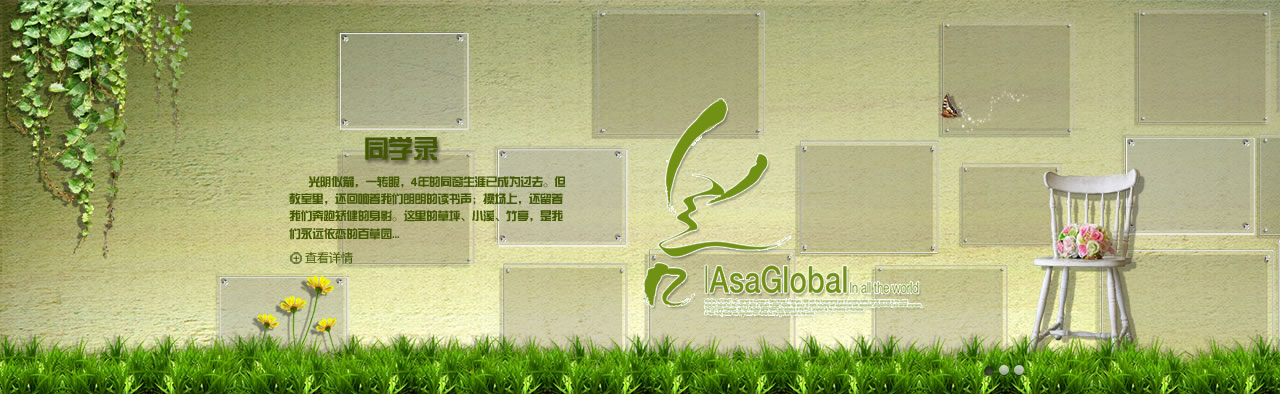 同学录
光阴似箭，一转眼，4年的同窗生涯已成为过去。但
教室里，还回响着我们朗朗的读书声；操场上，还留着
我们奔跑矫健的身影。这里的草坪、小溪、竹亭，是我
们永远依恋的百草园...
查看详情
IAsaGlobal In all the world